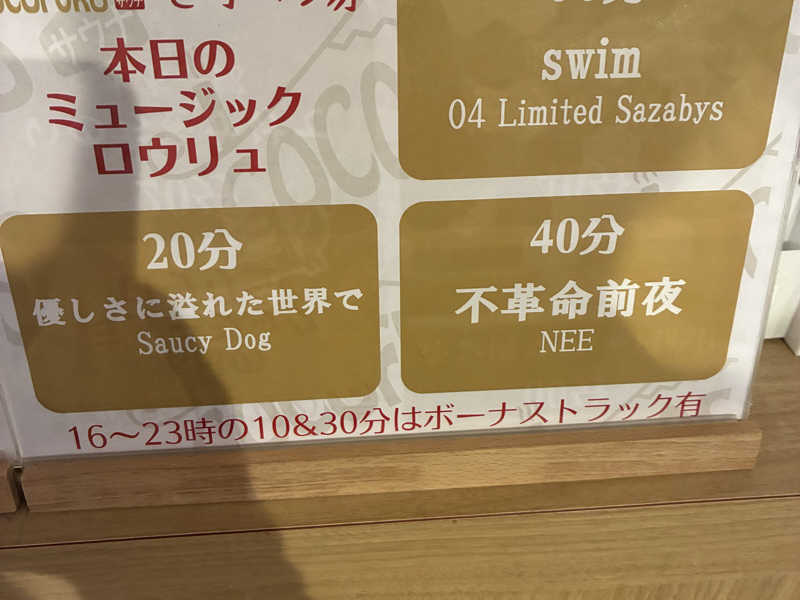 サウナ
本日の
ミュージック
ロウリュ
swim
04 Limited Sazabys
20分
優しさに溢れた世界で
Saucy Dog
40分
不革命前夜
NEE
16〜23時の10&30分はボーナストラック有